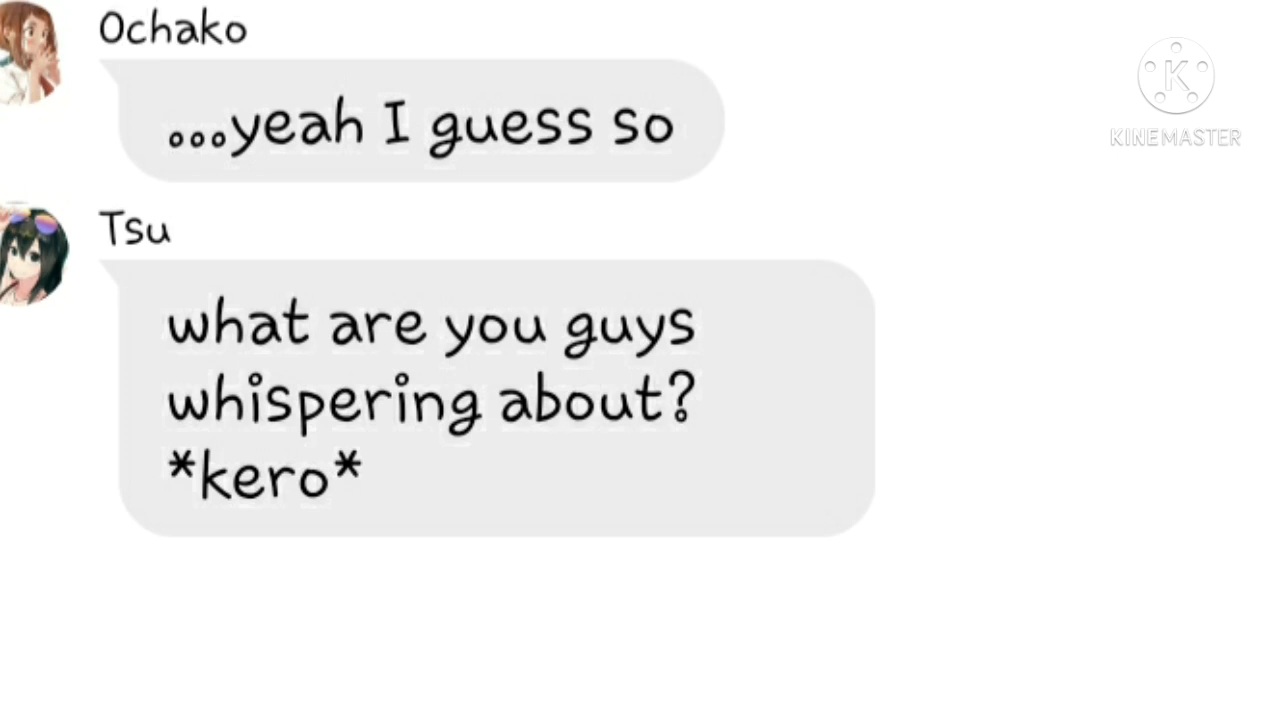 Ochako
...yeah I guess so
Tsu
what are you guys
whispering about?
*kero*
K
KINEMASTER